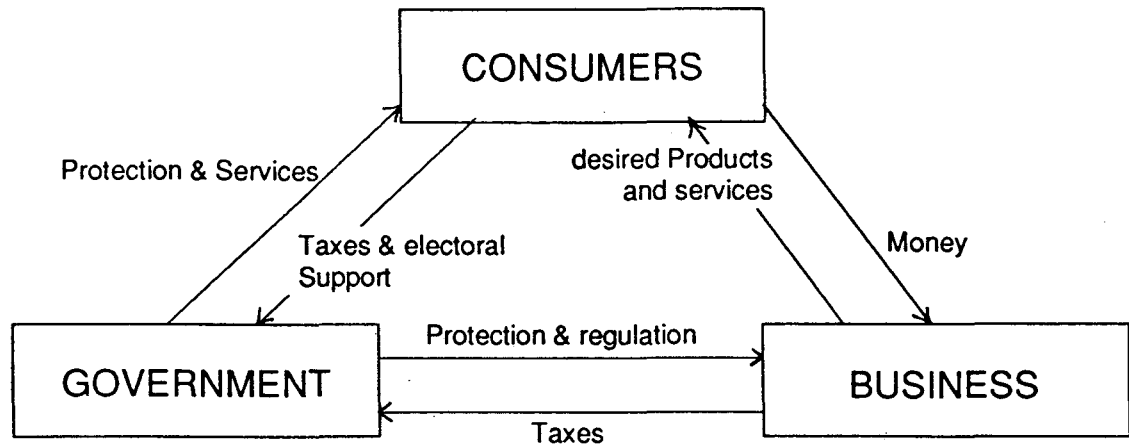 CONSUMERS
Protection & Services
desired Products
and services
Taxes & electoral
Support
Money
GOVERNMENT
Protection & regulation
BUSINESS
Taxes